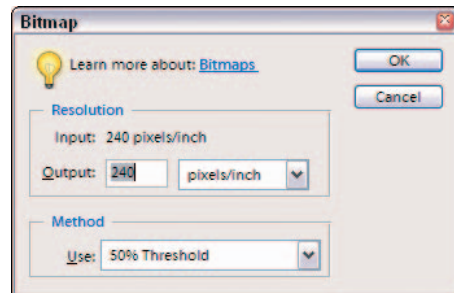 Bitmap
Learn more about: Bitmaps
OK
Cancel
Resolution
Input: 240 pixels/inch
Output: 240 pixels/inch
Method
Use: 50% Threshold